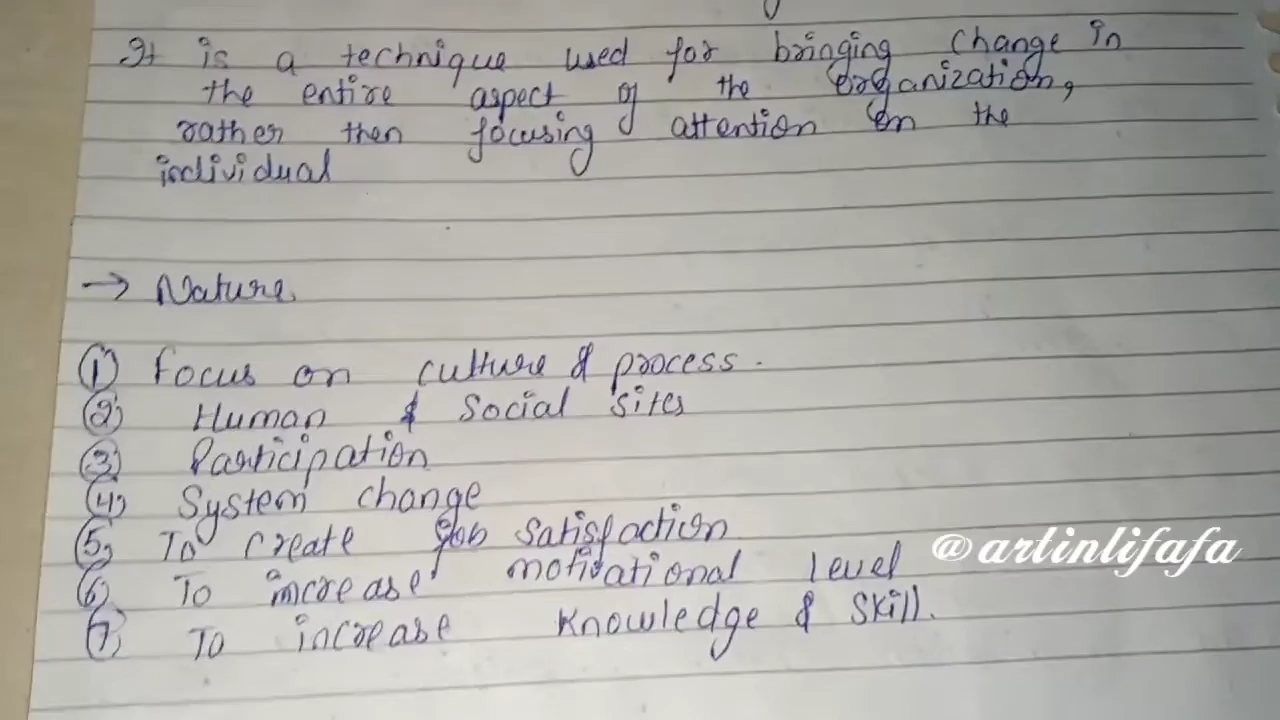 It is a technique used for bringing change in
the entire aspect of the organization,
rather then focusing attention on the
individual
→ Nature
① Focus on culture & process.
② Human & Social sites
③ Participation
④ System change
⑤ To create job satisfaction
⑥ To increase motivational level
⑦ To increase knowledge & skill.
@artinlifafa